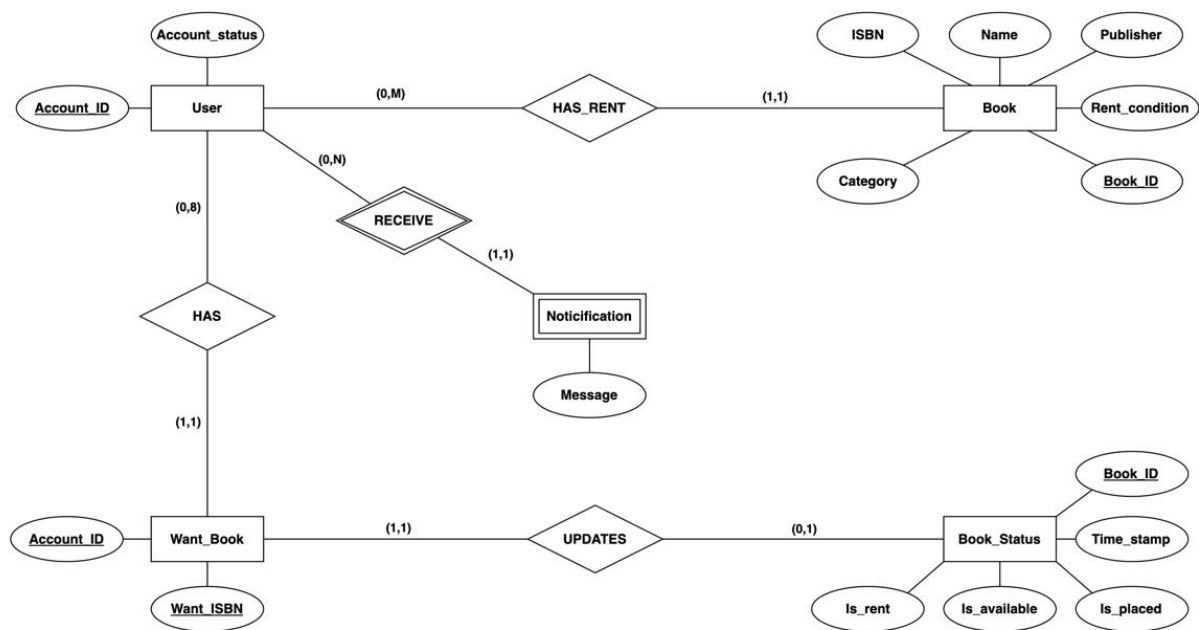 Account_status
ISBN
Name
Publisher
Account_ID
User
(0,M)
HAS_RENT
(1,1)
Book
Rent_condition
(0,N)
Category
Book_ID
(0,8)
RECEIVE
(1,1)
HAS
Noticification
Message
(1,1)
Book_ID
Account_ID
Want_Book
(1,1)
UPDATES
(0,1)
Book_Status
Time_stamp
Want_ISBN
Is_rent
Is_available
Is_placed